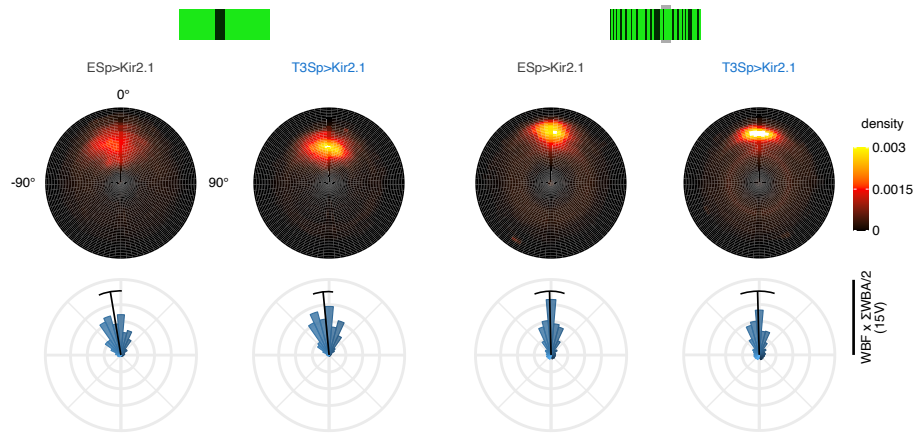 ESp>Kir2.1
T3Sp>Kir2.1
ESp>Kir2.1
T3Sp>Kir2.1
0°
-90°
90°
density
0.003
0.0015
0
WBF x ΣWBA/2
(15V)